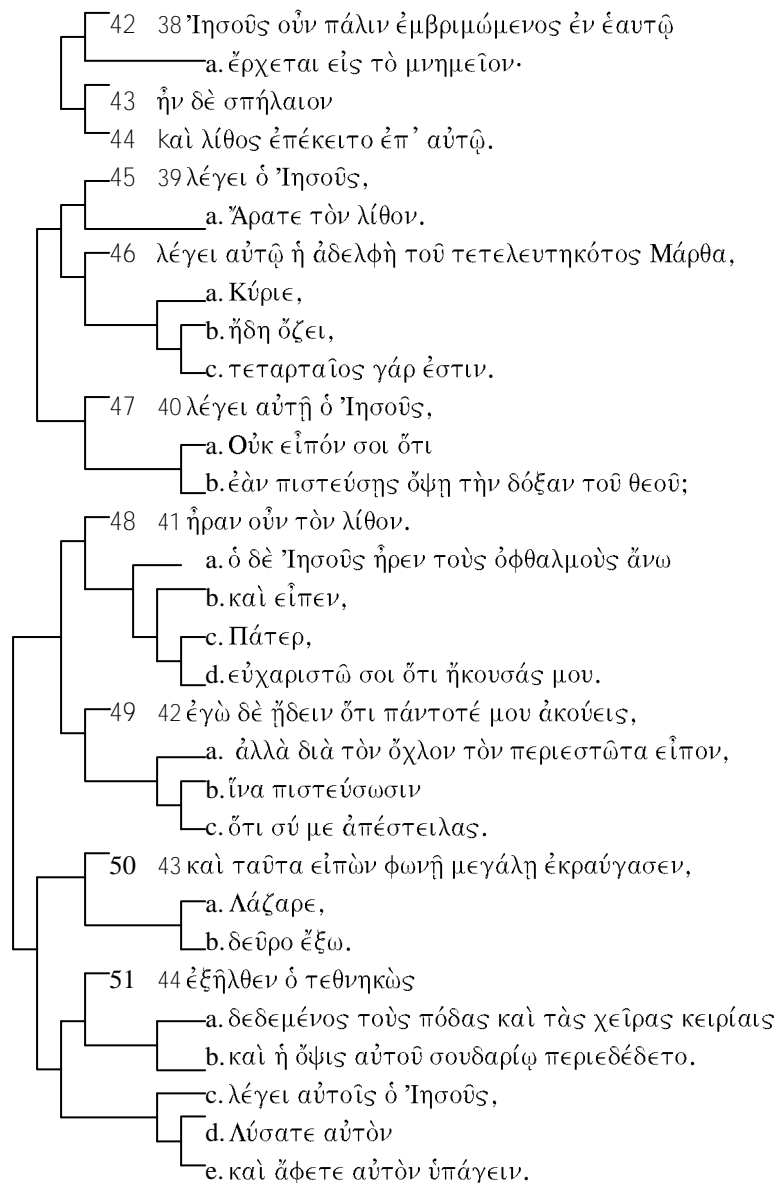 42 38 Ἰησοῦς οὖν πάλιν ἐμβριμώμενος ἐν ἑαυτῷ
a. ἔρχεται εἰς τὸ μνημεῖον·
43 ἦν δὲ σπήλαιον
44 kαὶ λίθος ἐπέκειτο ἐπ’ αὐτῷ.
45 39 λέγει ὁ Ἰησοῦς,
a. Ἄρατε τὸν λίθον.
46 λέγει αὐτῷ ἡ ἀδελφὴ τοῦ τετελευτηκότος Μάρθα,
a. Κύριε,
b. ἤδη ὄζει,
c. τεταρταῖος γάρ ἐστιν.
47 40 λέγει αὐτῇ ὁ Ἰησοῦς,
a. Οὐκ εἶπόν σοι ὅτι
b. ἐὰν πιστεύσῃς ὄψῃ τὴν δόξαν τοῦ θεοῦ;
48 41 ἦραν οὖν τὸν λίθον.
a. ὁ δὲ Ἰησοῦς ἦρεν τοὺς ὀφθαλμοὺς ἄνω
b. καὶ εἶπεν,
c. Πάτερ,
d. εὐχαριστῶ σοι ὅτι ἤκουσάς μου.
49 42 ἐγὼ δὲ ᾔδειν ὅτι πάντοτέ μου ἀκούεις,
a. ἀλλὰ διὰ τὸν ὄχλον τὸν περιεστῶτα εἶπον,
b. ἵνα πιστεύσωσιν
c. ὅτι σύ με ἀπέστειλας.
50 43 καὶ ταῦτα εἰπὼν φωνῇ μεγάλῃ ἐκραύγασεν,
a. Λάζαρε,
b. δεῦρο ἔξω.
51 44 ἐξῆλθεν ὁ τεθνηκὼς
a. δεδεμένος τοὺς πόδας καὶ τὰς χεῖρας κειρίαις
b. καὶ ἡ ὄψις αὐτοῦ σουδαρίῳ περιεδέδετο.
c. λέγει αὐτοῖς ὁ Ἰησοῦς,
d. Λύσατε αὐτὸν
e. καὶ ἄφετε αὐτὸν ὑπάγειν.